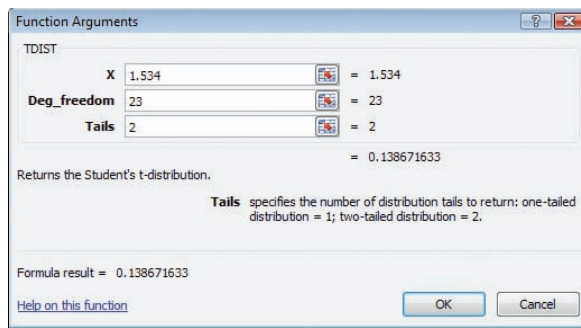 Function Arguments
TDIST
X 1.534 = 1.534
Deg_freedom 23 = 23
Tails 2 = 2
= 0.138671633
Returns the Student's t-distribution.
Tails specifies the number of distribution tails to return: one-tailed
distribution = 1; two-tailed distribution = 2.
Formula result = 0.138671633
Help on this function OK Cancel